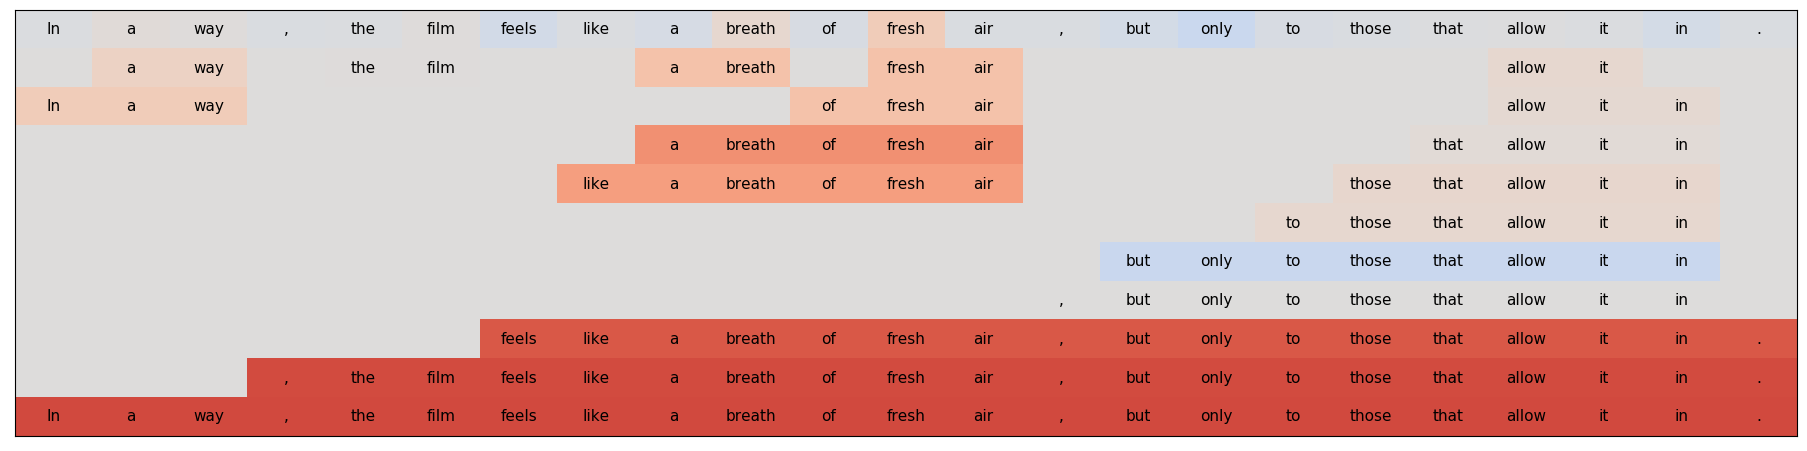 In a way , the film feels like a breath of fresh air , but only to those that allow it in .
a way the film a breath fresh air allow it
In a way of fresh air allow it in
a breath of fresh air that allow it in
like a breath of fresh air those that allow it in
to those that allow it in
but only to those that allow it in
, but only to those that allow it in
feels like a breath of fresh air , but only to those that allow it in .
, the film feels like a breath of fresh air , but only to those that allow it in .
In a way , the film feels like a breath of fresh air , but only to those that allow it in .